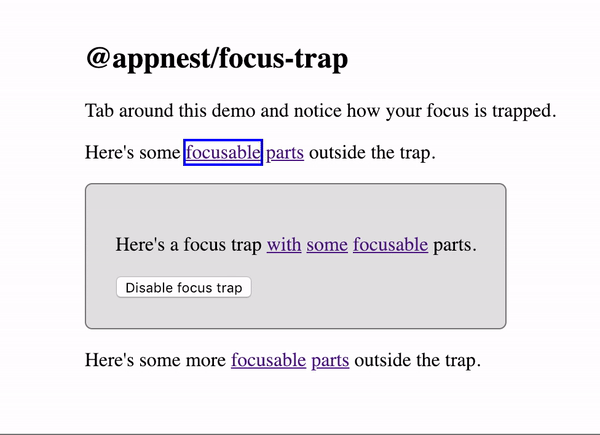 @appnest/focus-trap
Tab around this demo and notice how your focus is trapped.
Here's some focusable parts outside the trap.
Here's a focus trap with some focusable parts.
Disable focus trap
Here's some more focusable parts outside the trap.